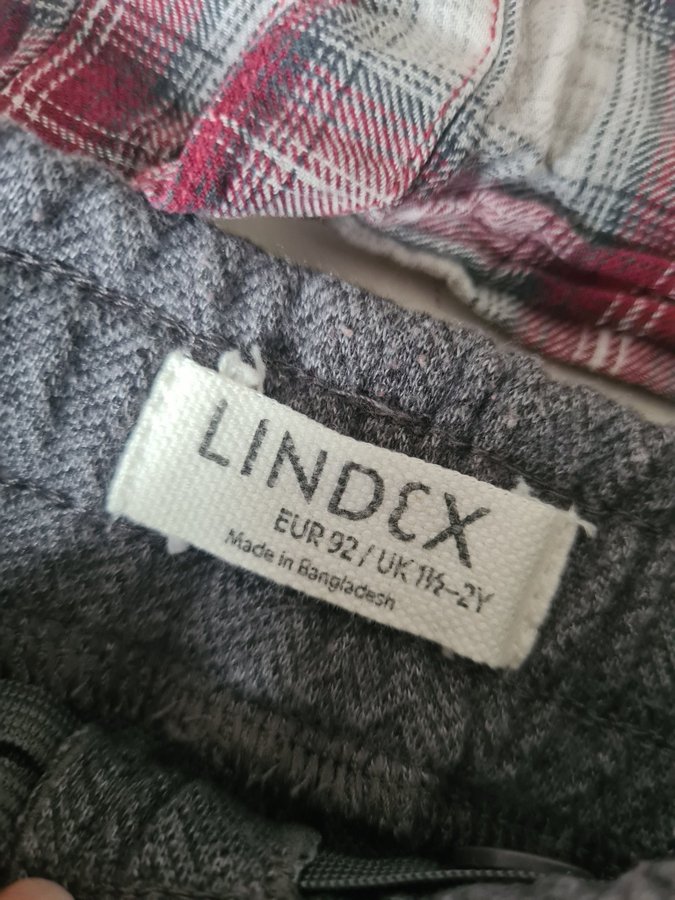 LINDEX
EUR 92 / UK 1½-2Y
Made in Bangladesh